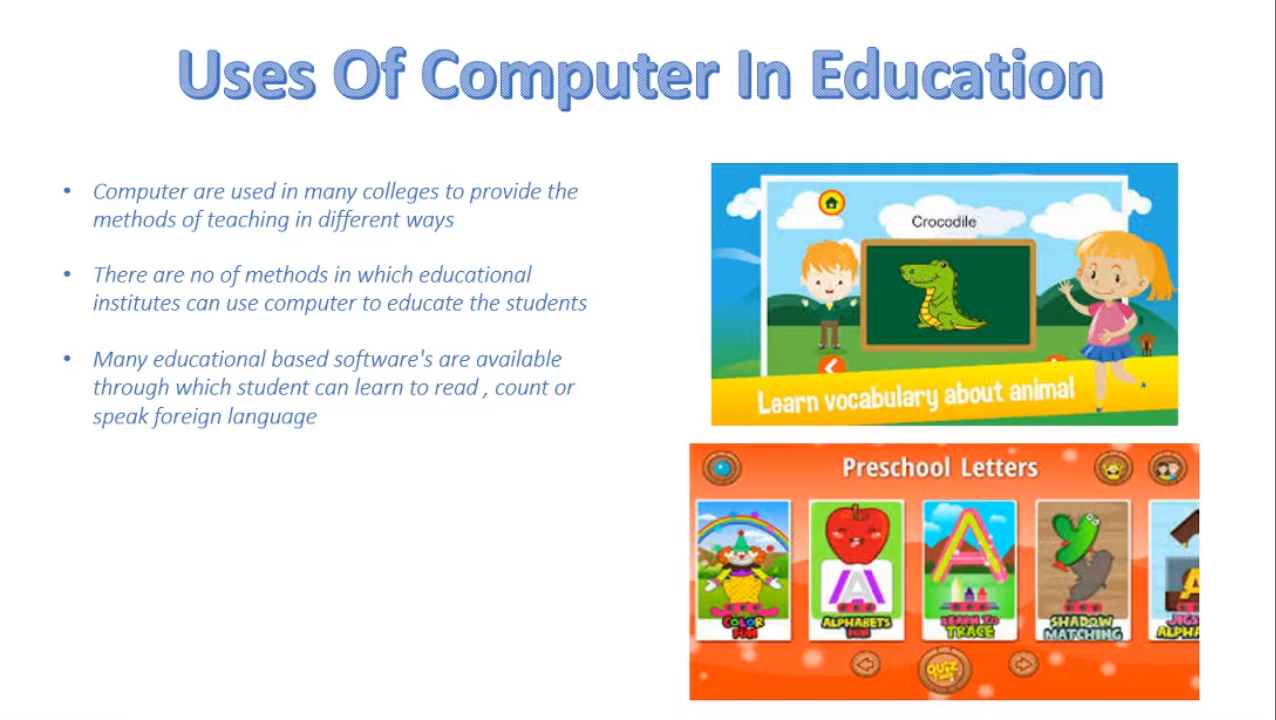 Uses Of Computer In Education
• Computer are used in many colleges to provide the
methods of teaching in different ways
• There are no of methods in which educational
institutes can use computer to educate the students
• Many educational based software's are available
through which student can learn to read , count or
speak foreign language
Crocodile
Learn vocabulary about animal
Preschool Letters
A
A
COLOR
FUN
ALPHABETS
FUN
LEARN TO
TRACE
SHADOW
MATCHING
QUIZ